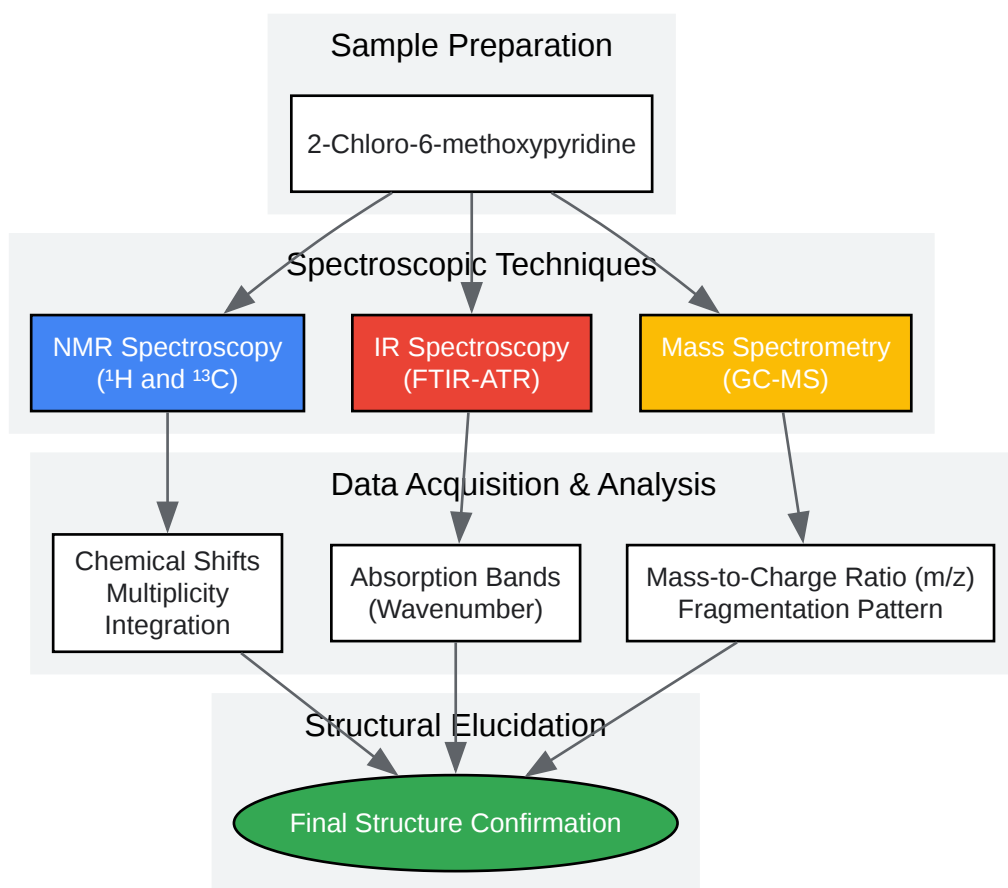 Sample Preparation
2-Chloro-6-methoxypyridine
Spectroscopic Techniques
NMR Spectroscopy
(¹H and ¹³C)
IR Spectroscopy
(FTIR-ATR)
Mass Spectrometry
(GC-MS)
Data Acquisition & Analysis
Chemical Shifts
Multiplicity
Integration
Absorption Bands
(Wavenumber)
Mass-to-Charge Ratio (m/z)
Fragmentation Pattern
Structural Elucidation
Final Structure Confirmation